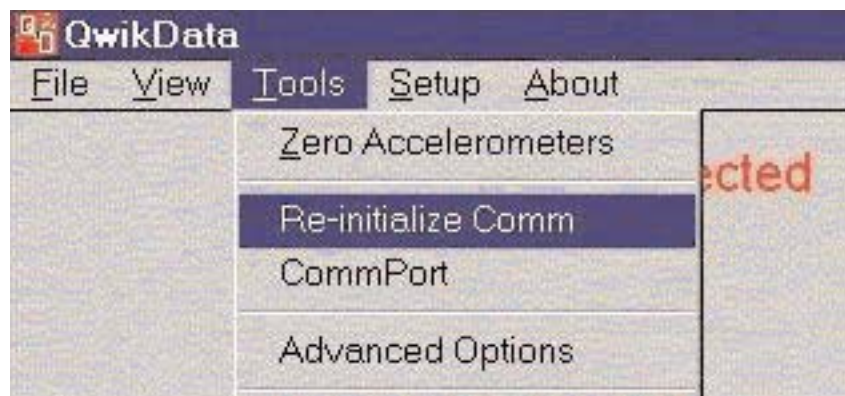 QwikData
File View Tools Setup About
Zero Accelerometers
Re-initialize Comm
CommPort
Advanced Options